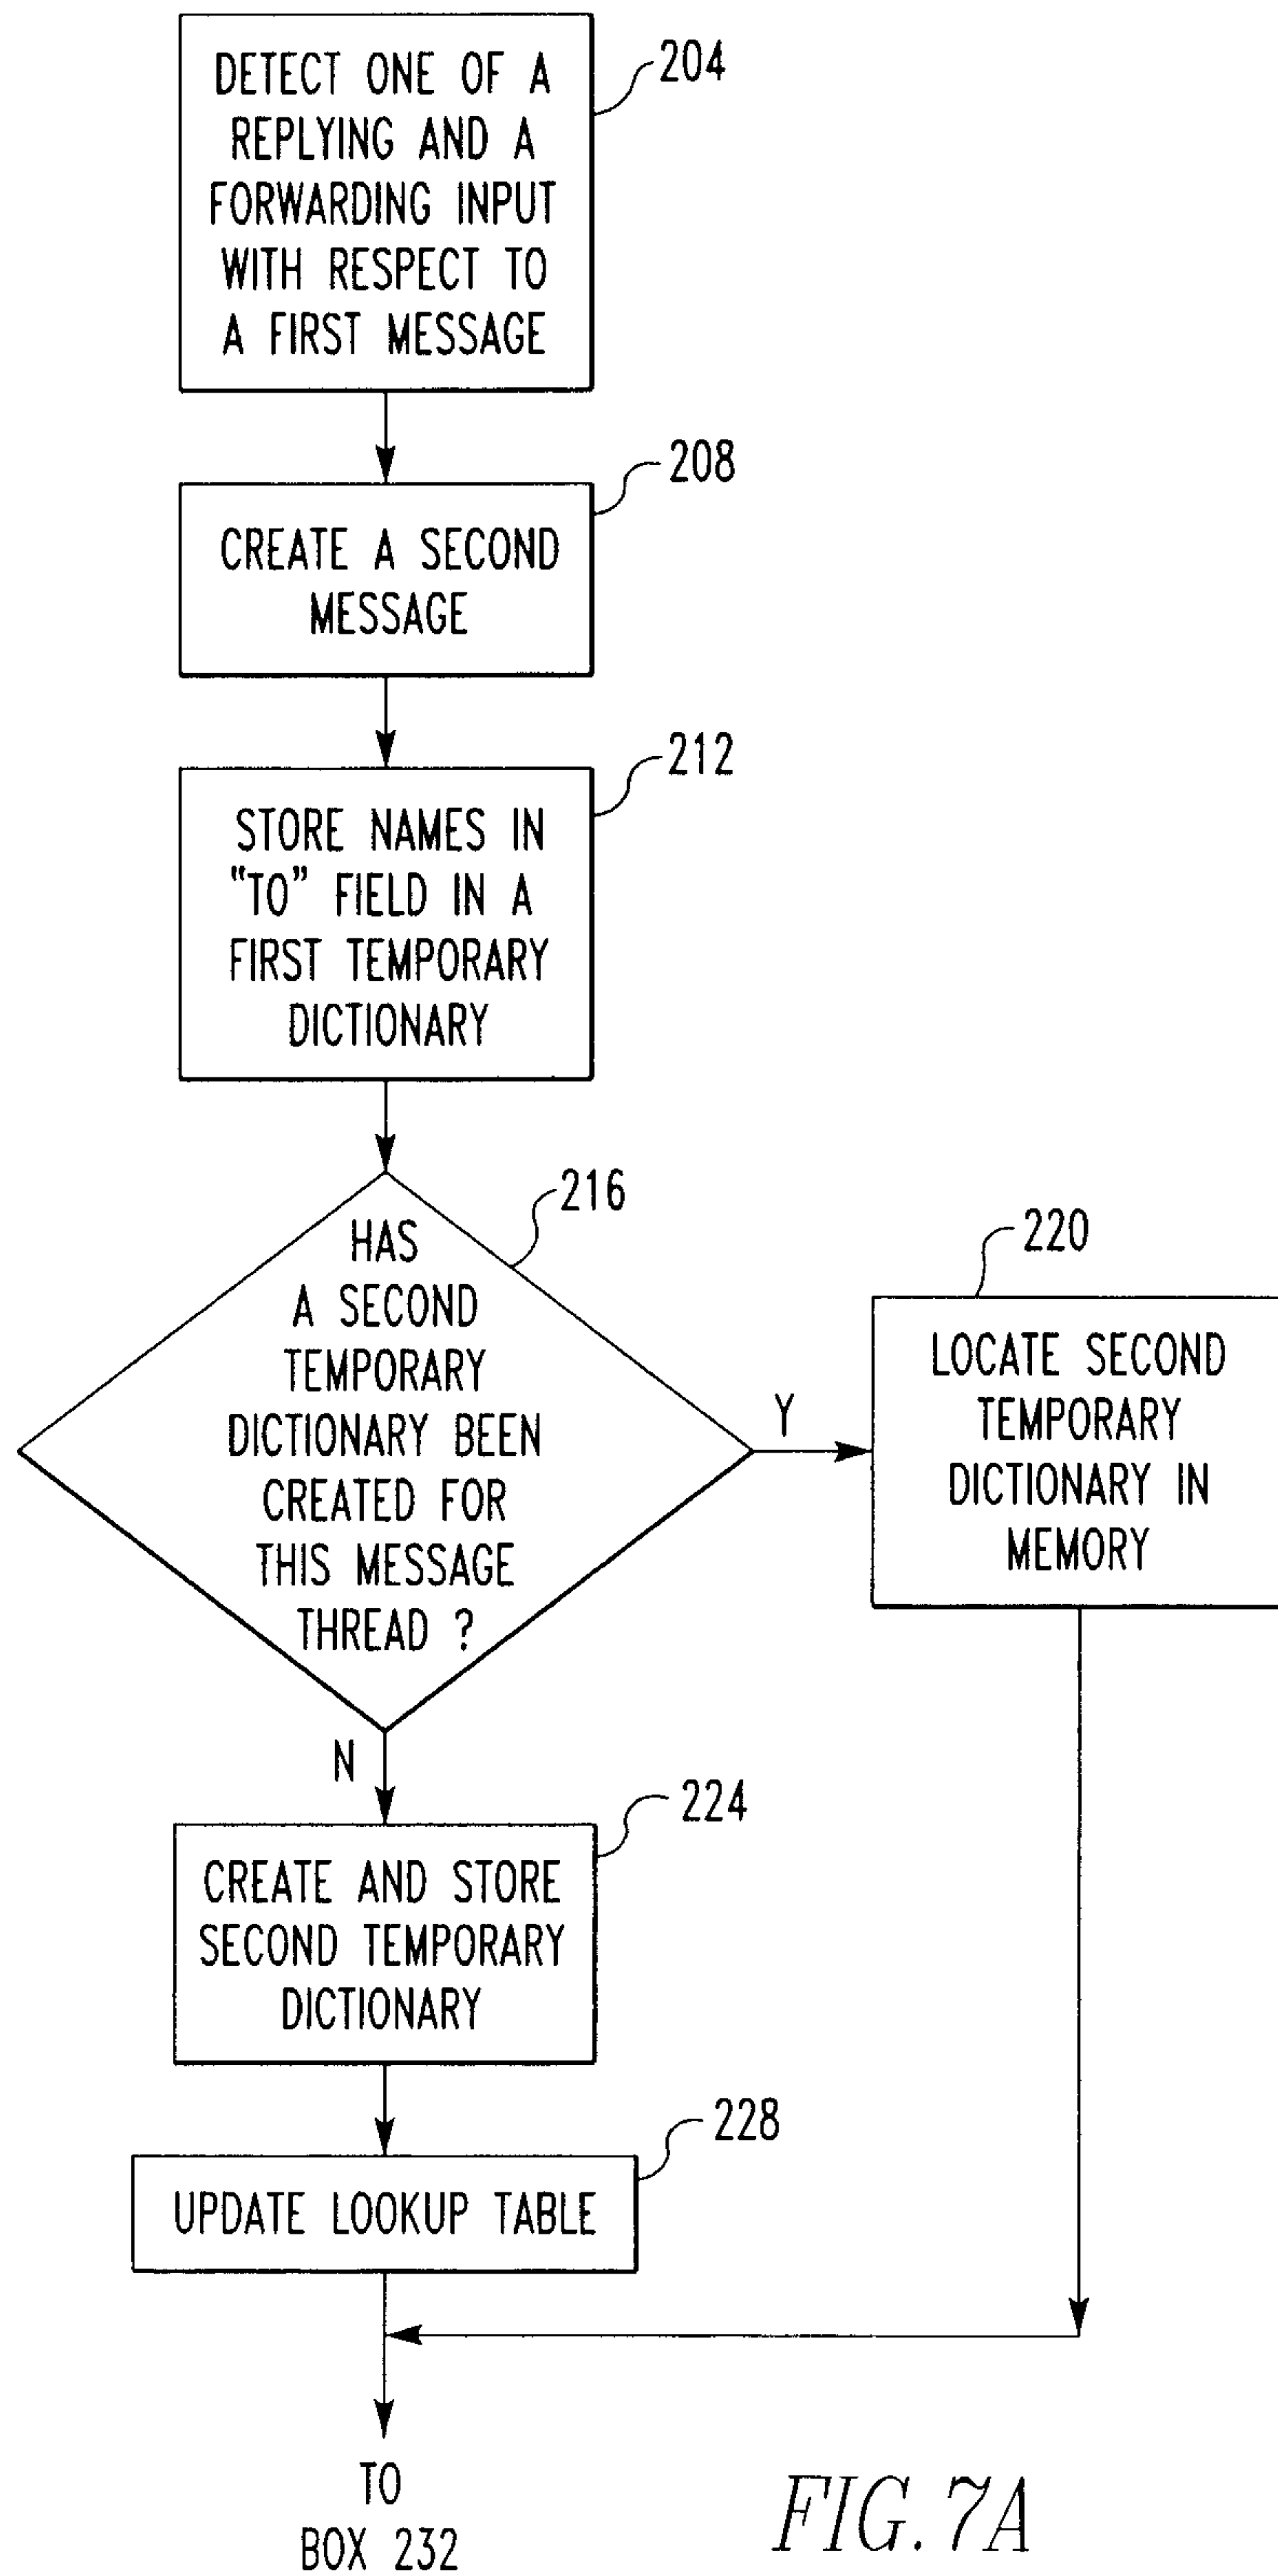 DETECT ONE OF A
REPLYING AND A
FORWARDING INPUT
WITH RESPECT TO
A FIRST MESSAGE
204
CREATE A SECOND
MESSAGE
208
STORE NAMES IN
"TO" FIELD IN A
FIRST TEMPORARY
DICTIONARY
212
HAS
A SECOND
TEMPORARY
DICTIONARY BEEN
CREATED FOR
THIS MESSAGE
THREAD ?
216
Y
220
LOCATE SECOND
TEMPORARY
DICTIONARY IN
MEMORY
N
224
CREATE AND STORE
SECOND TEMPORARY
DICTIONARY
228
UPDATE LOOKUP TABLE
TO
BOX 232
FIG. 7A